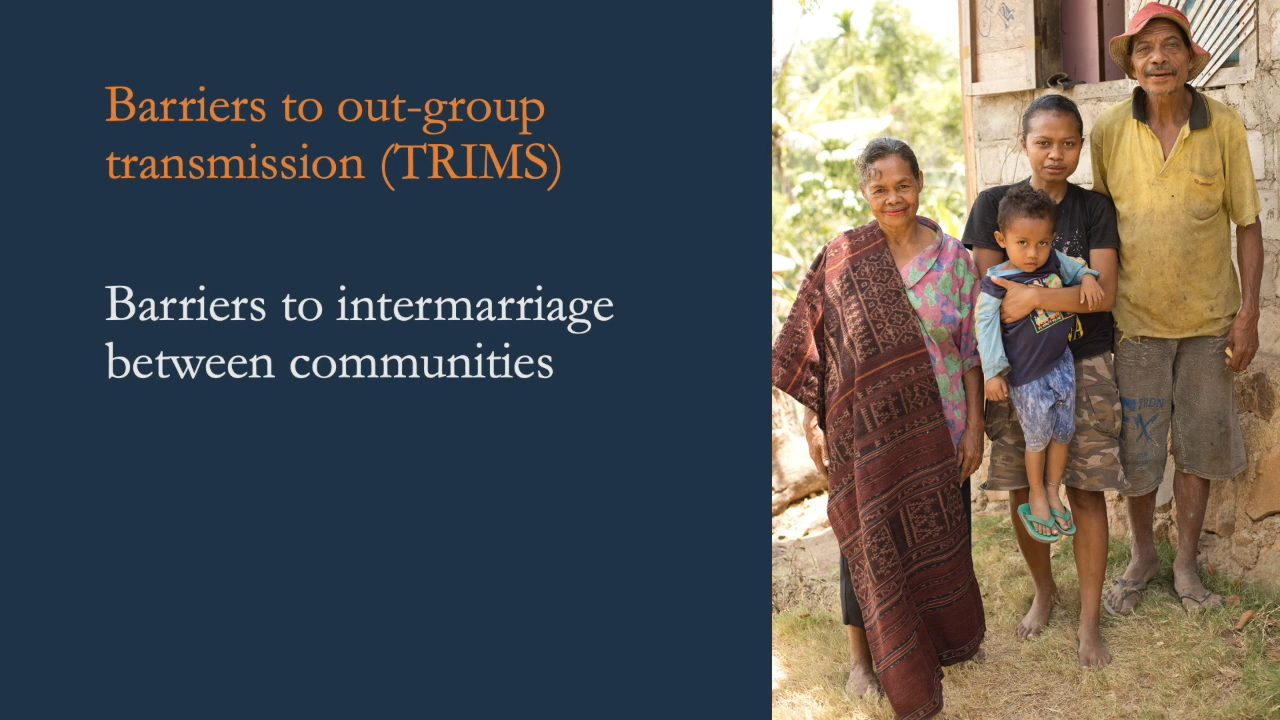 Barriers to out-group
transmission (TRIMS)
Barriers to intermarriage
between communities